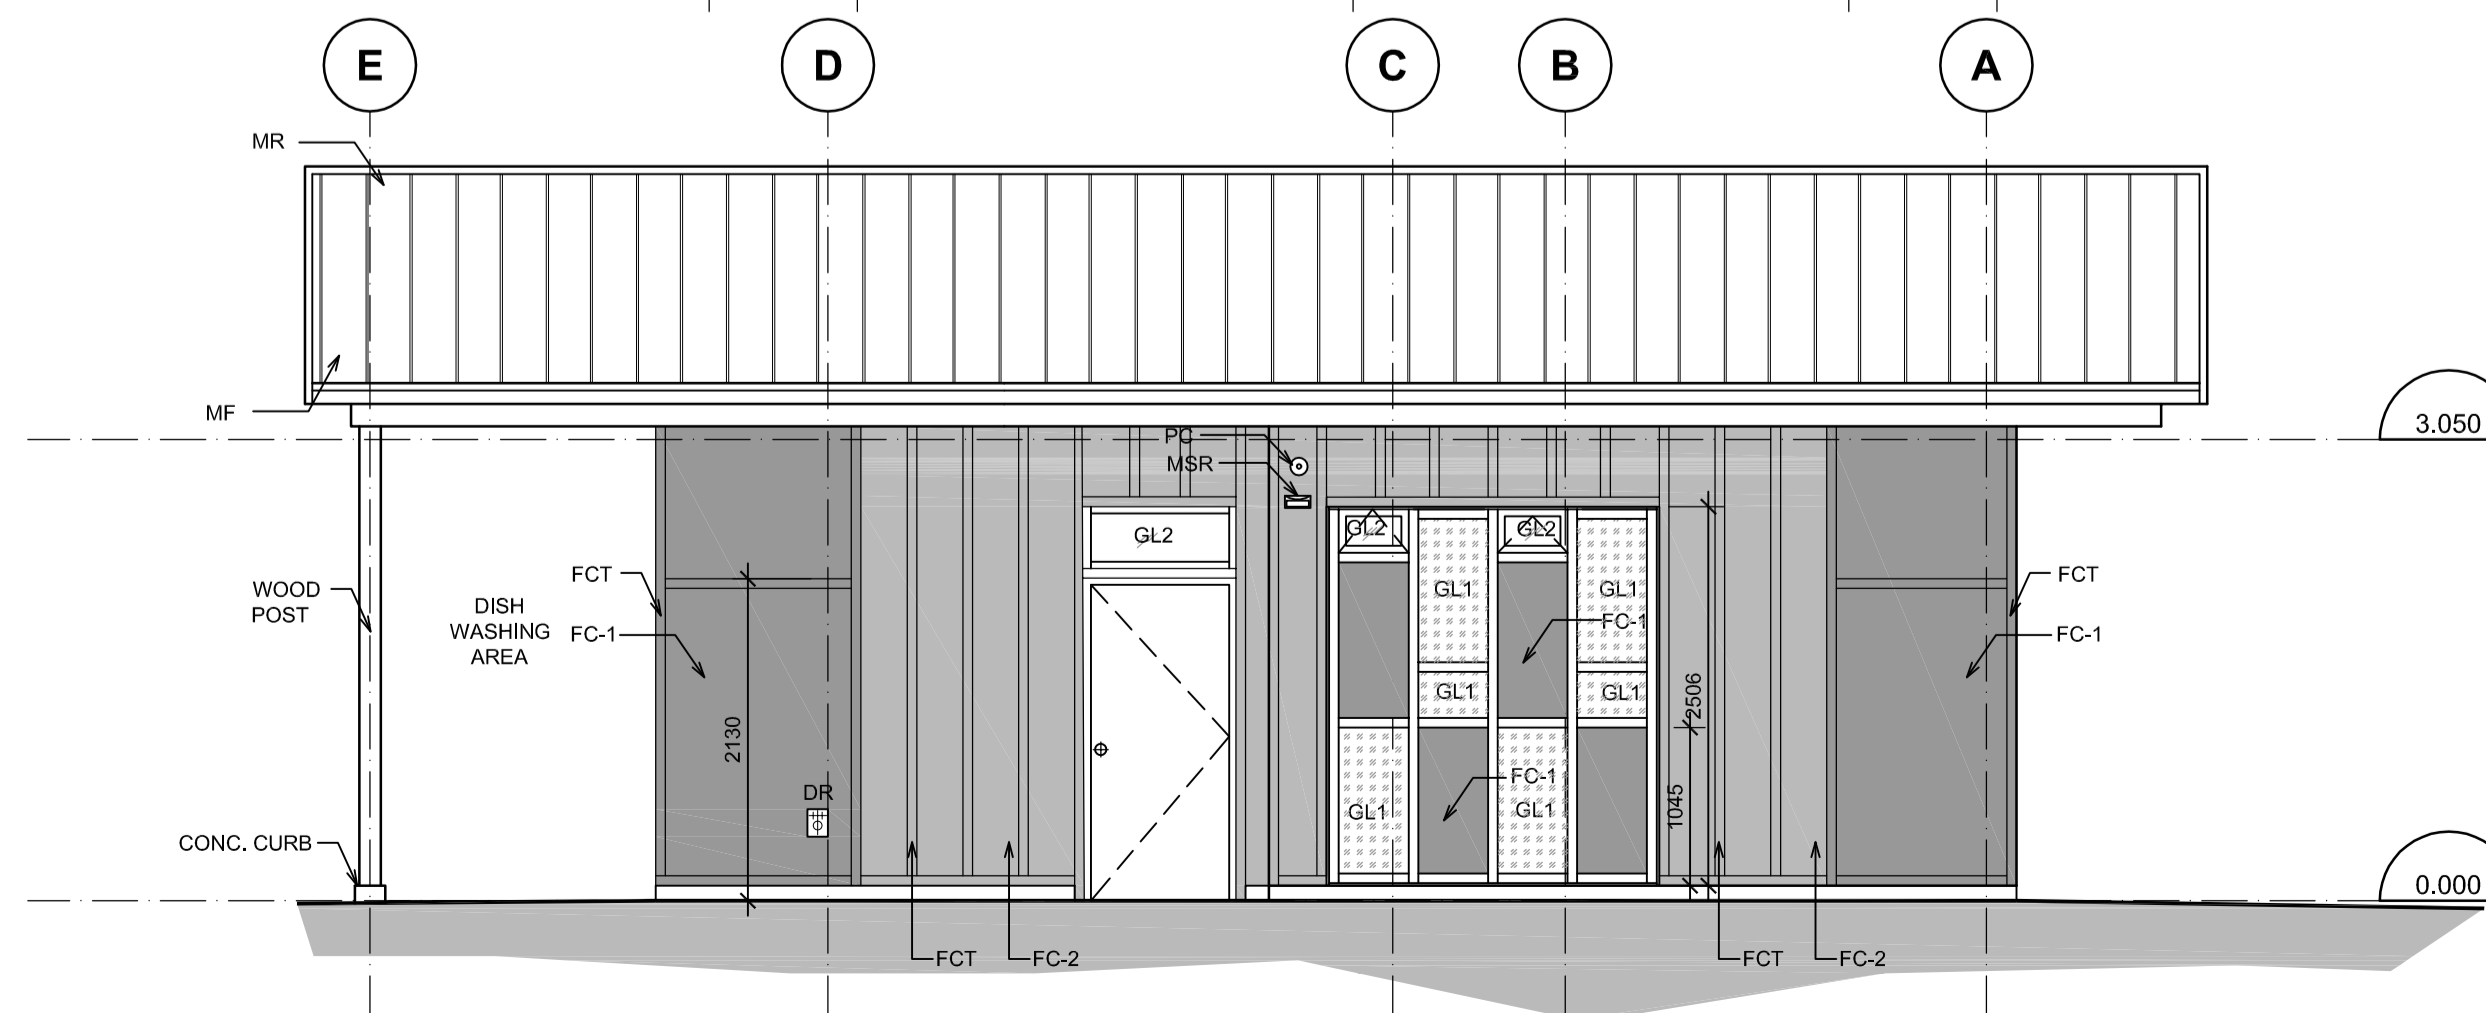 E
D
C
B
A
MR
MF
3.050
PC
MSR
GL2
GL2
GL2
FCT
WOOD
POST
DISH
WASHING
AREA
FC-1
GL1
GL1
FC-1
FCT
FC-1
GL1
GL1
2506
2130
DR
FC-1
1045
GL1
GL1
CONC. CURB
0.000
FCT
FC-2
FCT
FC-2